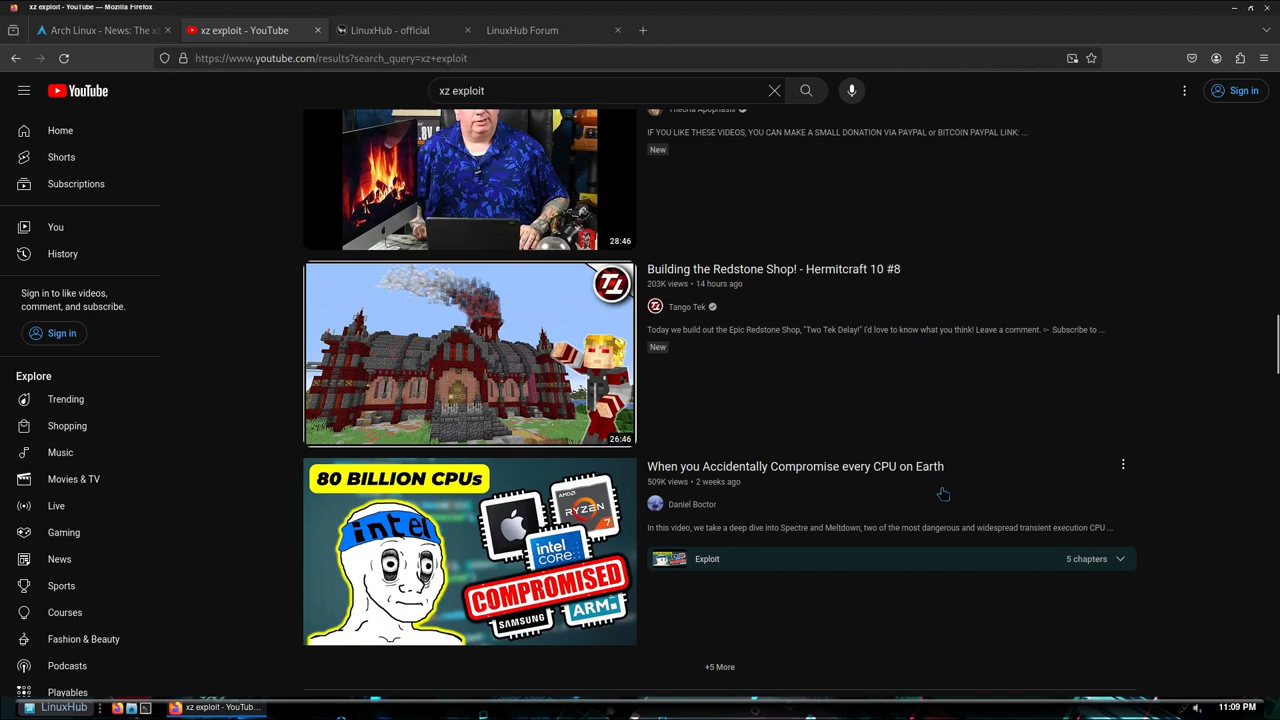 xz exploit - YouTube — Mozilla Firefox
Arch Linux - News: The xz
xz exploit - YouTube
LinuxHub - official
LinuxHub Forum
https://www.youtube.com/results?search_query=xz+exploit
YouTube
xz exploit
Sign in
Home
Shorts
Subscriptions
You
History
Sign in to like videos,
comment, and subscribe.
Sign in
Explore
Trending
Shopping
Music
Movies & TV
Live
Gaming
News
Sports
Courses
Fashion & Beauty
Podcasts
Playables
28:46
Theoria Apophasis
IF YOU LIKE THESE VIDEOS, YOU CAN MAKE A SMALL DONATION VIA PAYPAL or BITCOIN PAYPAL LINK: ...
New
TT
26:46
Building the Redstone Shop! - Hermitcraft 10 #8
203K views • 14 hours ago
Tango Tek
Today we build out the Epic Redstone Shop, "Two Tek Delay!" I'd love to know what you think! Leave a comment. ▻ Subscribe to ...
New
80 BILLION CPUs
intel
AMD
RYZEN
7
intel
CORE
COMPROMISED
SAMSUNG
ARM
When you Accidentally Compromise every CPU on Earth
509K views • 2 weeks ago
Daniel Boctor
In this video, we take a deep dive into Spectre and Meltdown, two of the most dangerous and widespread transient execution CPU ...
Exploit
5 chapters
+5 More
LinuxHub
xz exploit - YouTub...
11:09 PM